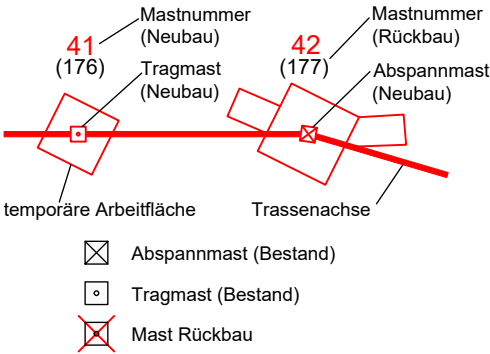 Mastnummer
(Neubau)
41
(176)
Tragmast
(Neubau)
Mastnummer
(Rückbau)
42
(177)
Abspannmast
(Neubau)
temporäre Arbeitfläche
Trassenachse
Abspannmast (Bestand)
Tragmast (Bestand)
Mast Rückbau